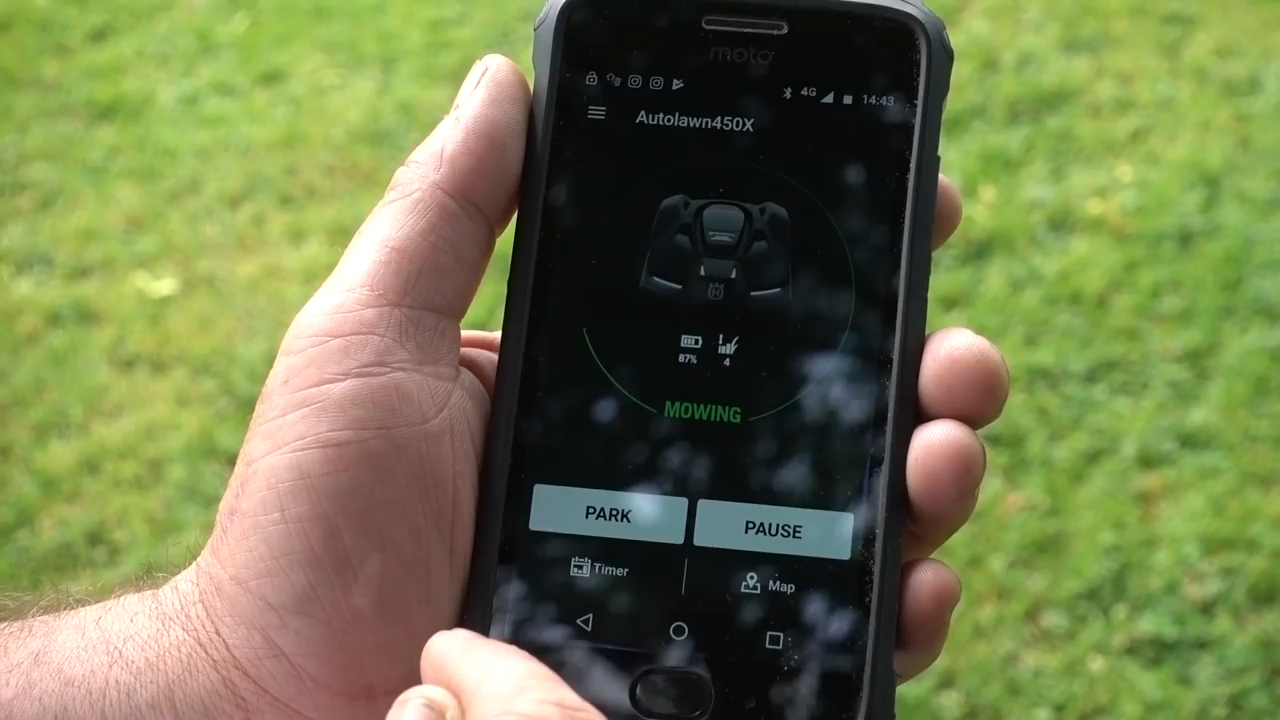 moto
4G 14:43
Autolawn450X
87% 4
MOWING
PARK PAUSE
Timer Map